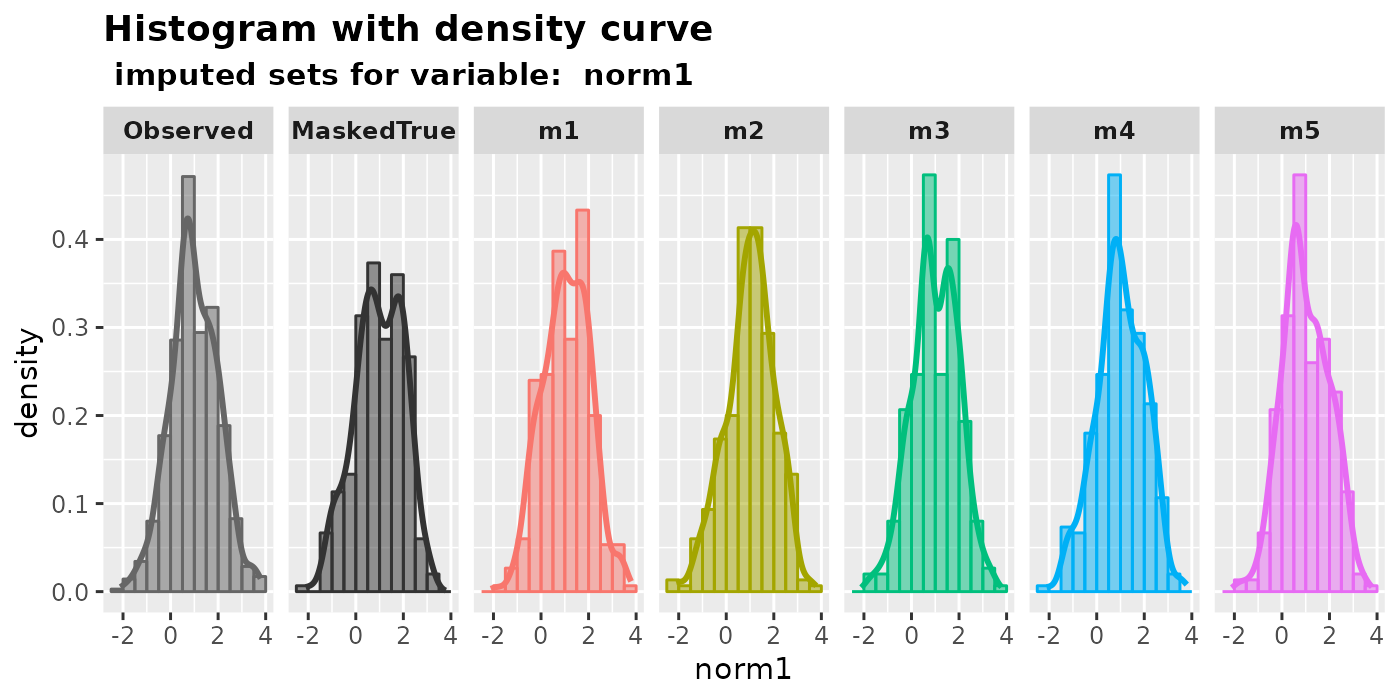 Histogram with density curve
imputed sets for variable:  norm1
Observed MaskedTrue m1 m2 m3 m4 m5
density
0.4
0.3
0.2
0.1
0.0
-2 0 2 4 -2 0 2 4 -2 0 2 4 -2 0 2 4 -2 0 2 4 -2 0 2 4 -2 0 2 4
norm1